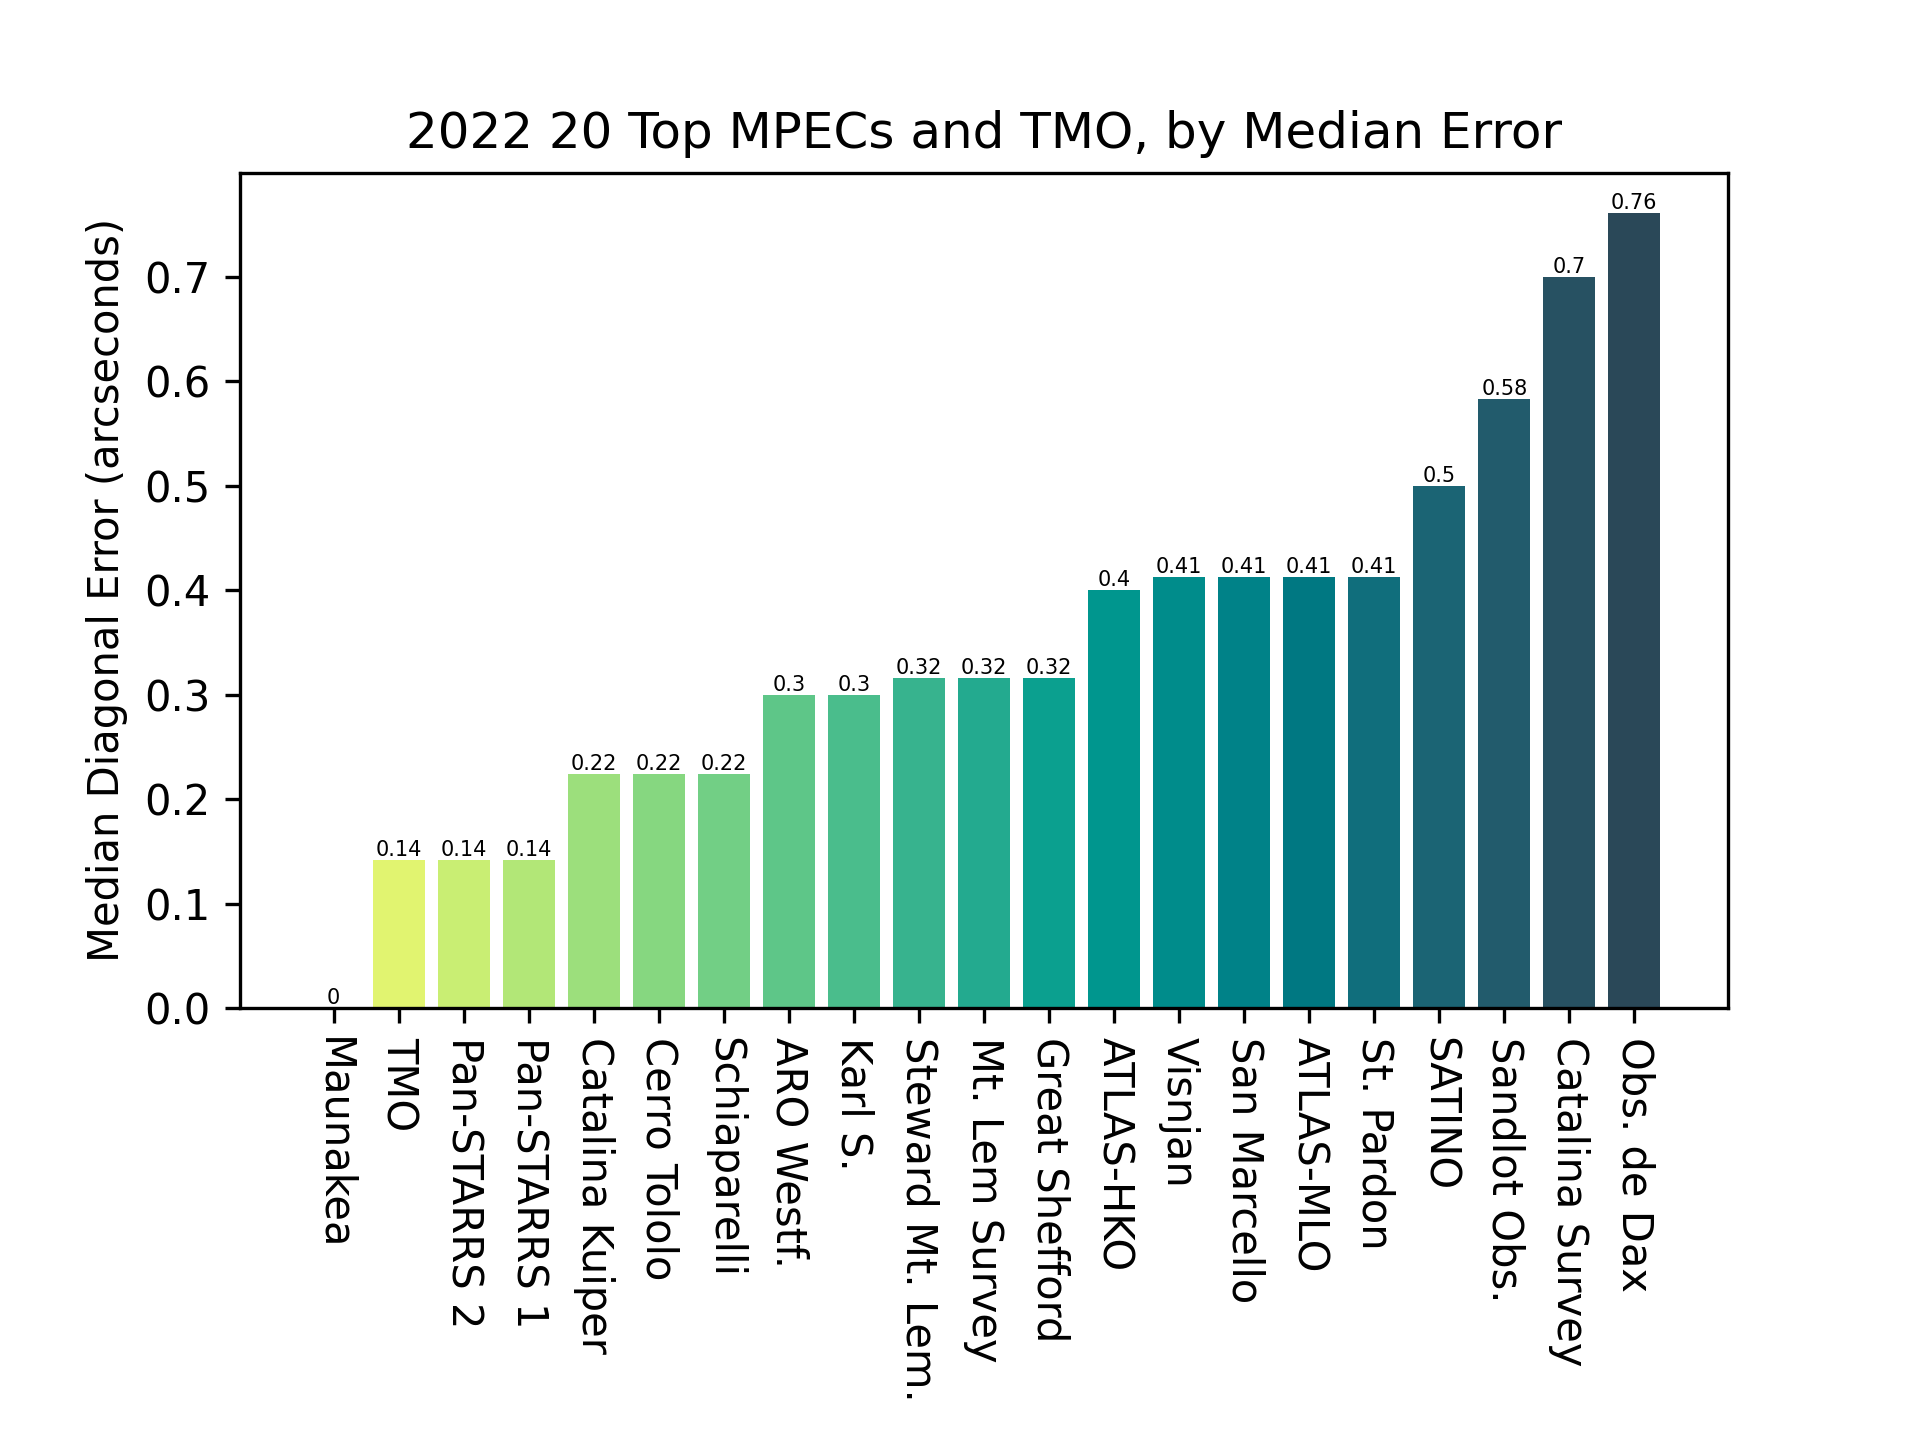 2022 20 Top MPECs and TMO, by Median Error
Median Diagonal Error (arcseconds)
0.7
0.6
0.5
0.4
0.3
0.2
0.1
0.0
0
0.14
0.14
0.14
0.22
0.22
0.22
0.3
0.3
0.32
0.32
0.32
0.4
0.41
0.41
0.41
0.41
0.5
0.58
0.7
0.76
Maunakea
TMO
Pan-STARRS 2
Pan-STARRS 1
Catalina Kuiper
Cerro Tololo
Schiaparelli
ARO Westf.
Karl S.
Steward Mt. Lem.
Mt. Lem Survey
Great Shefford
ATLAS-HKO
Visnjan
San Marcello
ATLAS-MLO
St. Pardon
SATINO
Sandlot Obs.
Catalina Survey
Obs. de Dax